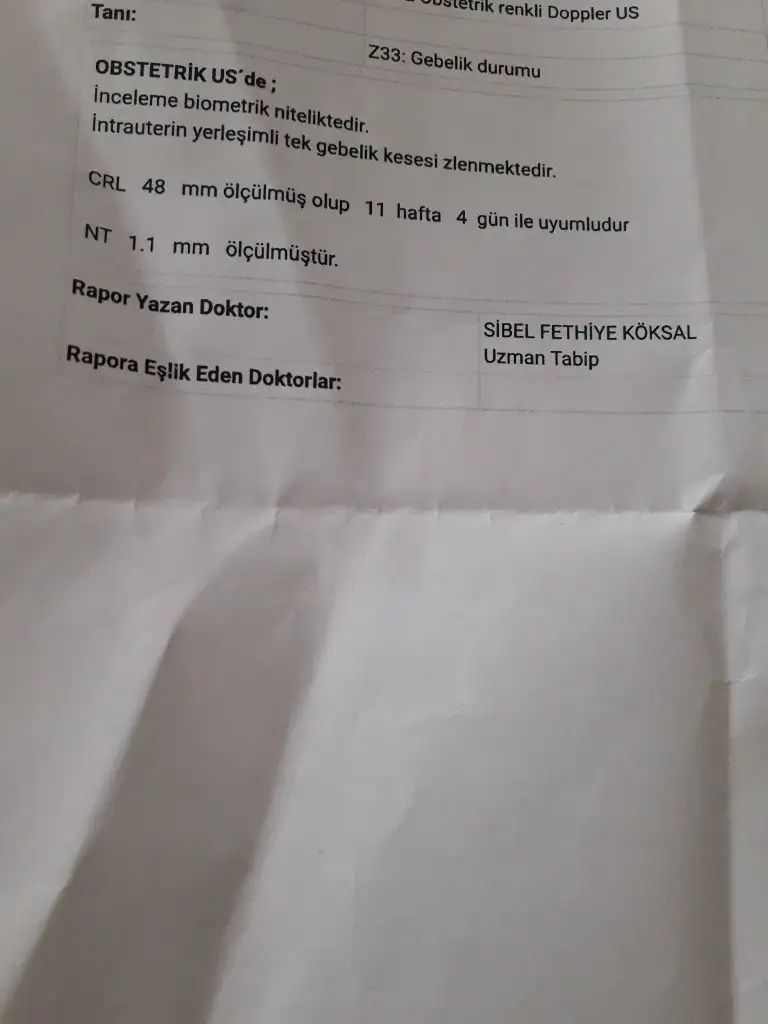 Obstetrik renkli Doppler US
Tanı:
Z33: Gebelik durumu
OBSTETRİK US´de ;
İnceleme biometrik niteliktedir.
İntrauterin yerleşimli tek gebelik kesesi zlenmektedir.
CRL 48 mm ölçülmüş olup 11 hafta 4 gün ile uyumludur
NT 1.1 mm ölçülmüştür.
Rapor Yazan Doktor:
SİBEL FETHİYE KÖKSAL
Uzman Tabip
Rapora Eşlik Eden Doktorlar: